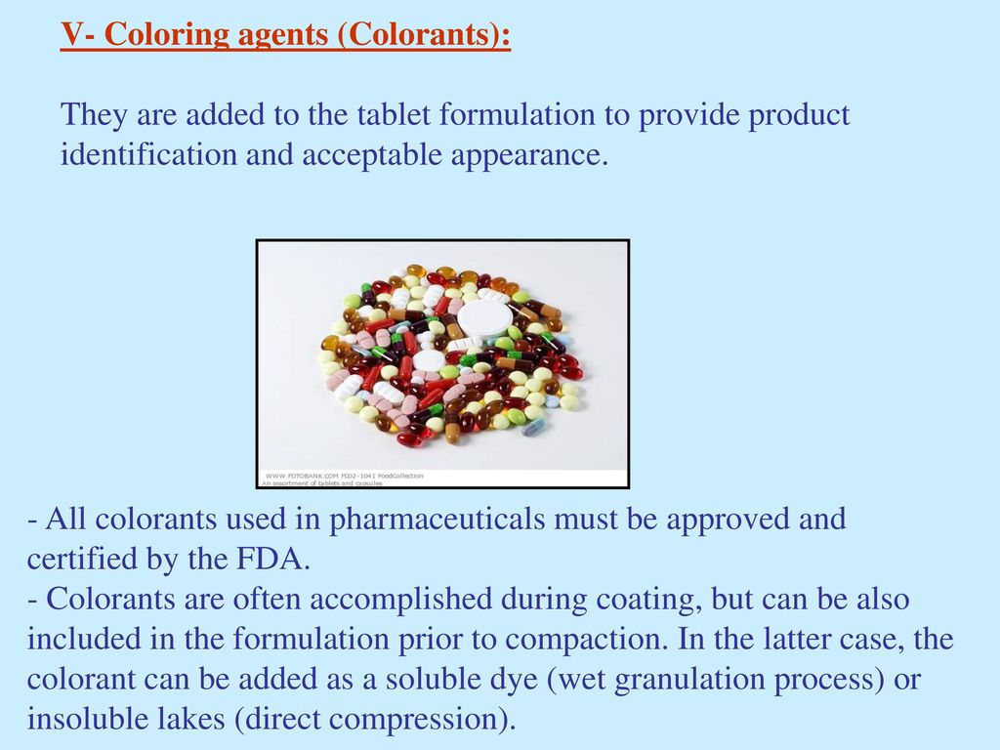 V- Coloring agents (Colorants):
They are added to the tablet formulation to provide product
identification and acceptable appearance.
WWW.FOTOBANK.COM FC02-1041 FoodCollection
An assortment of tablets and capsules
- All colorants used in pharmaceuticals must be approved and
certified by the FDA.
- Colorants are often accomplished during coating, but can be also
included in the formulation prior to compaction. In the latter case, the
colorant can be added as a soluble dye (wet granulation process) or
insoluble lakes (direct compression).